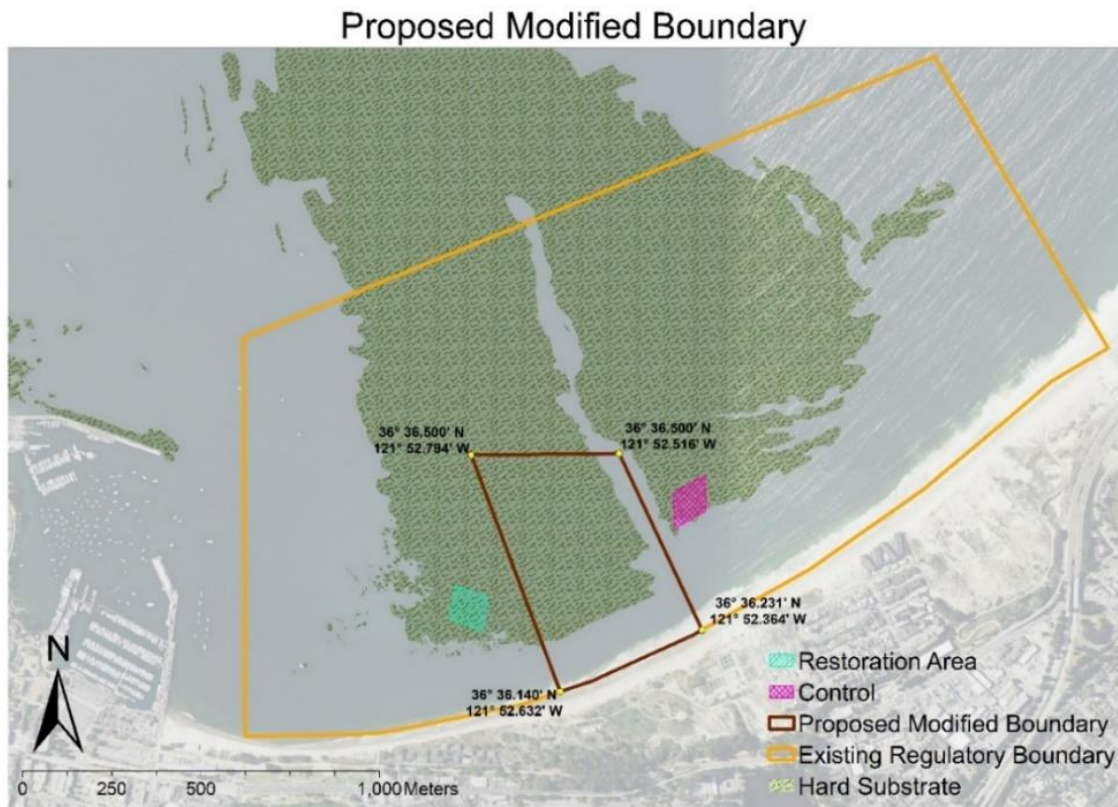 Proposed Modified Boundary
36° 36.500' N
121° 52.794' W
36° 36.500' N
121° 52.516' W
36° 36.231' N
121° 52.364' W
36° 36.140' N
121° 52.632' W
N
Restoration Area
Control
Proposed Modified Boundary
Existing Regulatory Boundary
Hard Substrate
0 250 500 1,000 Meters